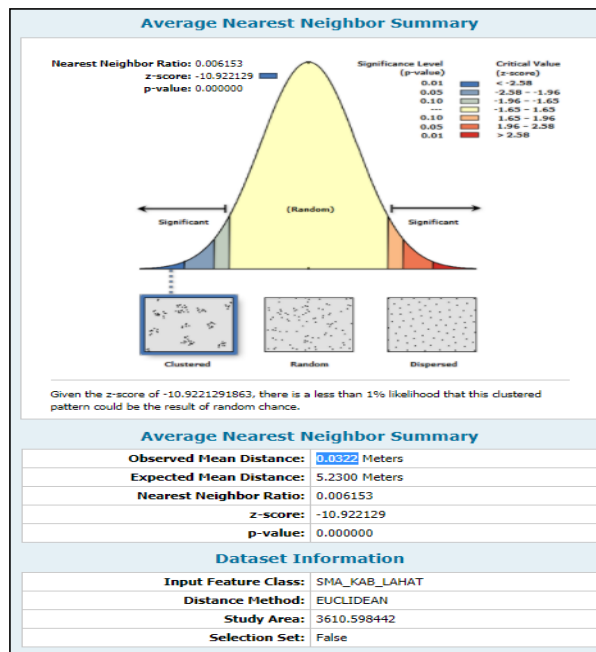 Average Nearest Neighbor Summary
Nearest Neighbor Ratio: 0.006153
z-score: -10.922129
p-value: 0.000000
Significance Level (p-value)
Critical Value (z-score)
0.01 < -2.58
0.05 -2.58 - -1.96
0.10 -1.96 - -1.65
--- -1.65 - 1.65
0.10 1.65 - 1.96
0.05 1.96 - 2.58
0.01 > 2.58
(Random)
Significant Significant
Clustered Random Dispersed
Given the z-score of -10.9221291863, there is a less than 1% likelihood that this clustered
pattern could be the result of random chance.
Average Nearest Neighbor Summary
Observed Mean Distance: 0.0322 Meters
Expected Mean Distance: 5.2300 Meters
Nearest Neighbor Ratio: 0.006153
z-score: -10.922129
p-value: 0.000000
Dataset Information
Input Feature Class: SMA_KAB_LAHAT
Distance Method: EUCLIDEAN
Study Area: 3610.598442
Selection Set: False